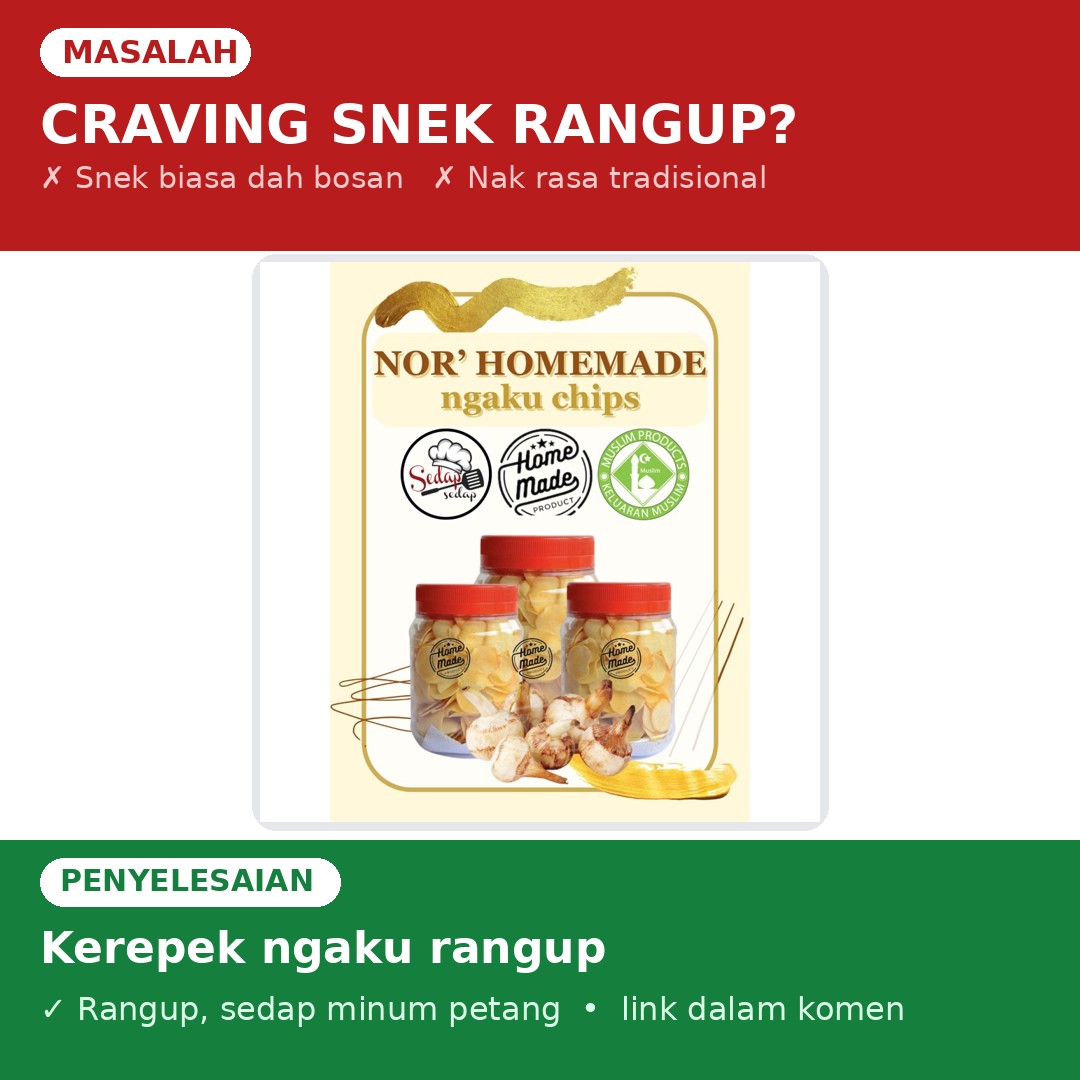 MASALAH
CRAVING SNEK RANGUP?
✗ Snek biasa dah bosan ✗ Nak rasa tradisional
NOR’ HOMEMADE
ngaku chips
Sedap
sedap
Home
Made
PRODUCT
MUSLIM PRODUCTS
Muslim
KELUARAN MUSLIM
Home
Made
Home
Made
Home
Made
PENYELESAIAN
Kerepek ngaku rangup
✓ Rangup, sedap minum petang • link dalam komen